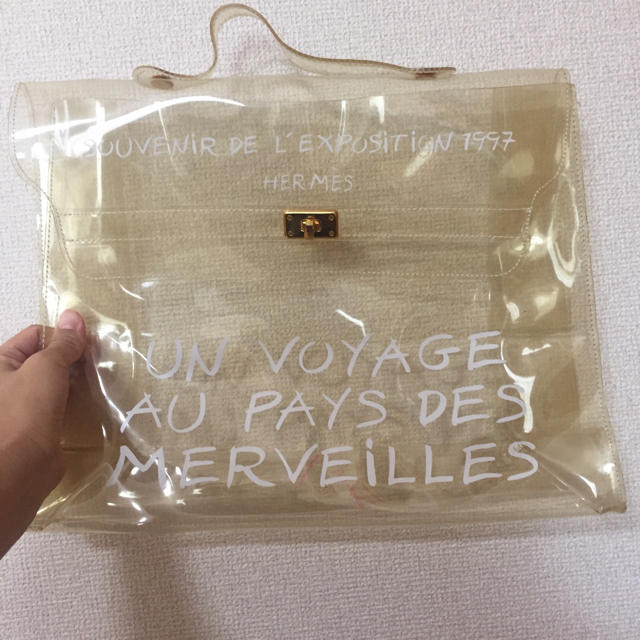 SOUVENIR DE L'EXPOSITION 1997
HERMES
UN VOYAGE
AU PAYS DES
MERVEILLES